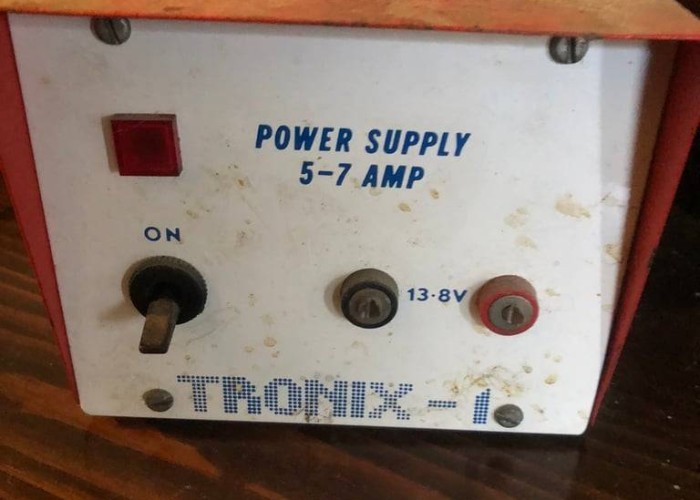 POWER SUPPLY
5-7 AMP
ON
13·8V
TRONIX-1